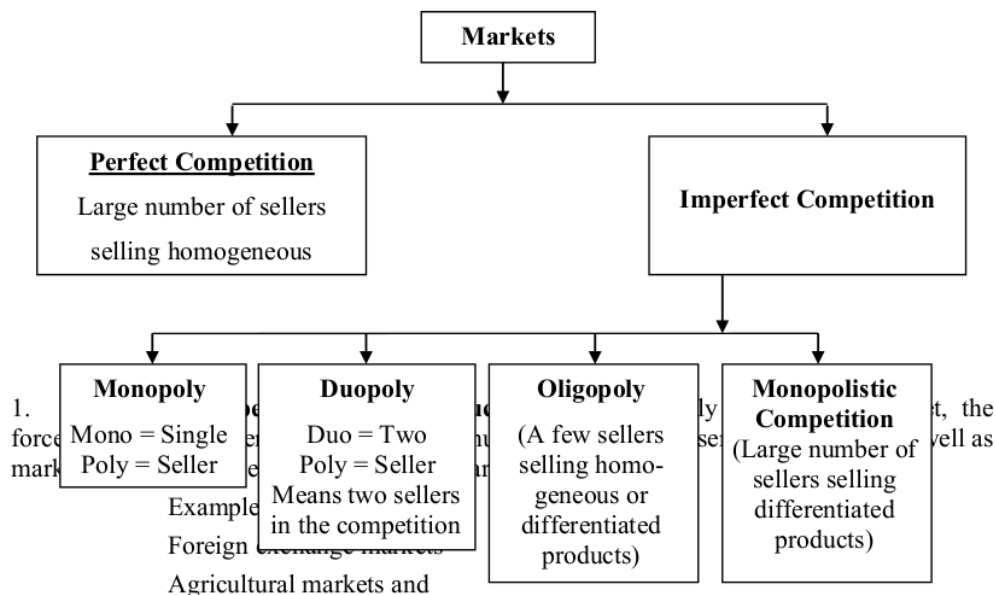 Markets
Perfect Competition
Large number of sellers
selling homogeneous
Imperfect Competition
Monopoly
Mono = Single
Poly = Seller
Duopoly
Duo = Two
Poly = Seller
Means two sellers
in the competition
Oligopoly
(A few sellers
selling homo-
geneous or
differentiated
products)
Monopolistic
Competition
(Large number of
sellers selling
differentiated
products)
1. the
as
Example
Foreign exchange markets
Agricultural markets and